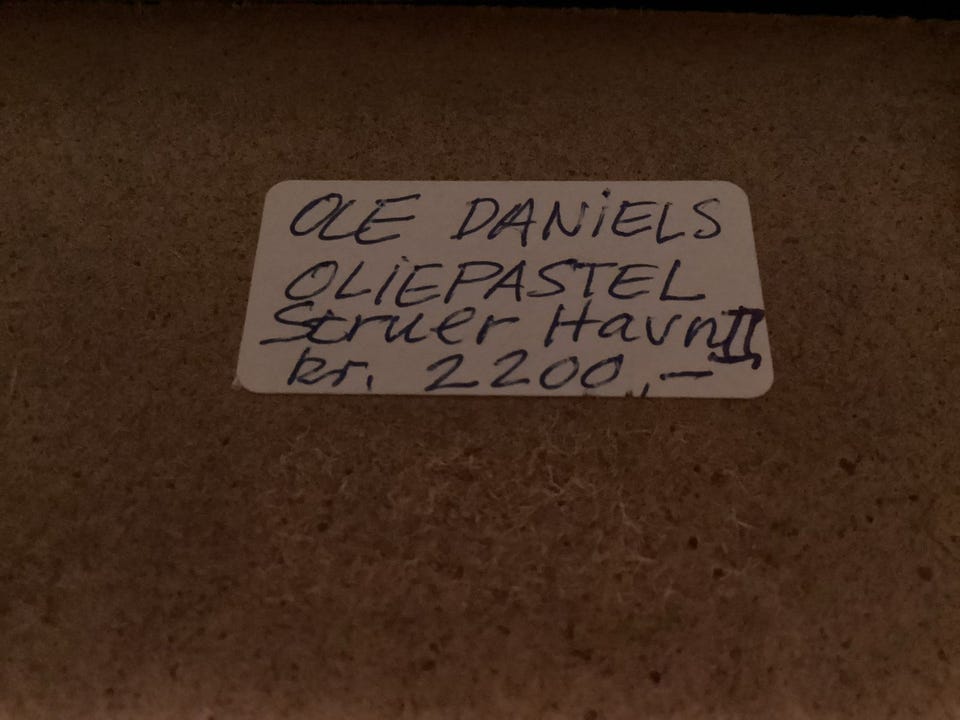 OLE DANiELS
OLiEPASTEL
Struer Havn II
kr. 2200,-